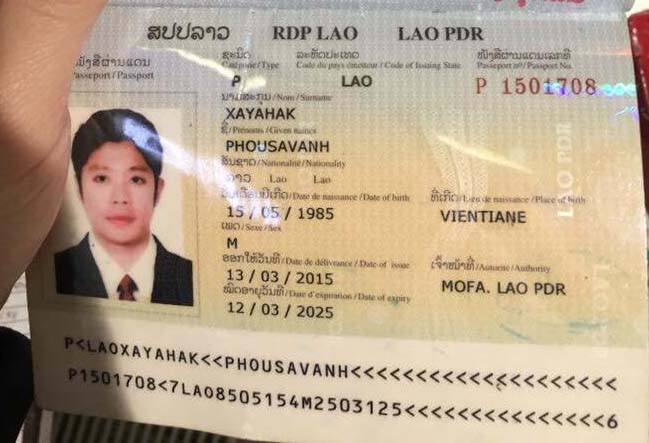 ສປປລາວ RDP LAO LAO PDR
ໜັງສືຜ່ານແດນ ຊະນິດ ລະຫັດປະເທດ ໜັງສືຜ່ານແດນເລກທີ
Passeport / Passport Catégorie / Type Code du pays émetteur / Code of Issuing State Passeport nº / Passport No.
P LAO P 1501708
ນາມສະກຸນ / Nom / Surname
XAYAHAK
ຊື່ / Prénoms / Given names
PHOUSAVANH
ສັນຊາດ / Nationalité / Nationality
ລາວ Lao Lao
ວັນເດືອນປີເກີດ / Date de naissance / Date of birth ທີ່ເກີດ / Lieu de naissance / Place of birth
15 / 05 / 1985 VIENTIANE
ເພດ / Sexe / Sex
M
ອອກໃຫ້ວັນທີ / Date de délivrance / Date of issue ເຈົ້າໜ້າທີ່ / Autorité / Authority
13 / 03 / 2015 MOFA. LAO PDR
ໝົດອາຍຸວັນທີ / Date d'expiration / Date of expiry
12 / 03 / 2025
LAO PDR
P<LAOXAYAHAK<<PHOUSAVANH<<<<<<<<<<<<<<<<<<<<
P1501708<7LAO8505154M2503125<<<<<<<<<<<<<<<6